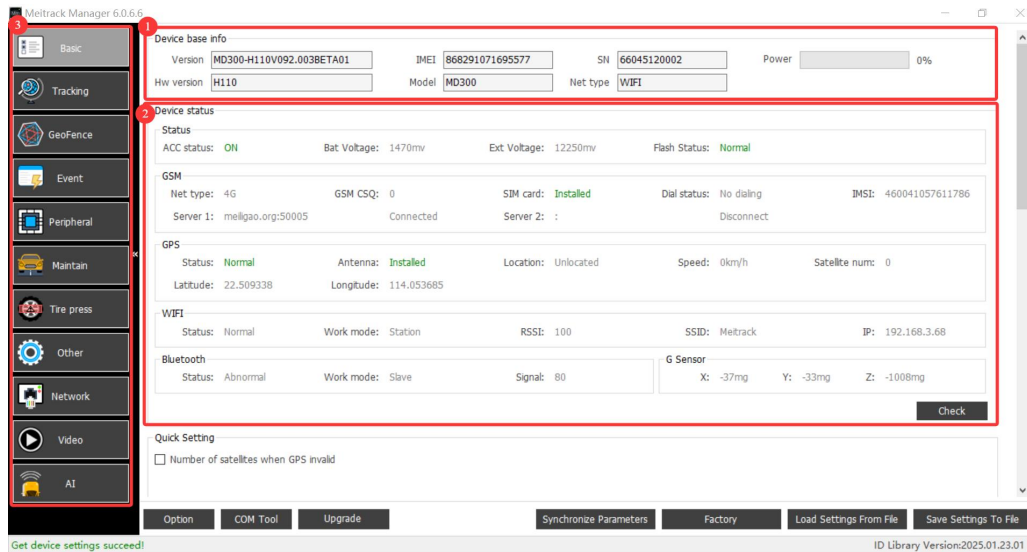 Meitrack Manager 6.0.6.6
3
1
2
Basic
Tracking
GeoFence
Event
Peripheral
Maintain
Tire press
Other
Network
Video
AI
«
Device base info
Version MD300-H110V092.003BETA01 IMEI 868291071695577 SN 66045120002 Power 0%
Hw version H110 Model MD300 Net type WIFI
Device status
Status
ACC status: ON Bat Voltage: 1470mv Ext Voltage: 12250mv Flash Status: Normal
GSM
Net type: 4G GSM CSQ: 0 SIM card: Installed Dial status: No dialing IMSI: 460041057611786
Server 1: meiligao.org:50005 Connected Server 2: : Disconnect
GPS
Status: Normal Antenna: Installed Location: Unlocated Speed: 0km/h Satellite num: 0
Latitude: 22.509338 Longitude: 114.053685
WIFI
Status: Normal Work mode: Station RSSI: 100 SSID: Meitrack IP: 192.168.3.68
Bluetooth G Sensor
Status: Abnormal Work mode: Slave Signal: 80 X: -37mg Y: -33mg Z: -1008mg
Check
Quick Setting
Number of satellites when GPS invalid
Option COM Tool Upgrade Synchronize Parameters Factory Load Settings From File Save Settings To File
Get device settings succeed! ID Library Version:2025.01.23.01